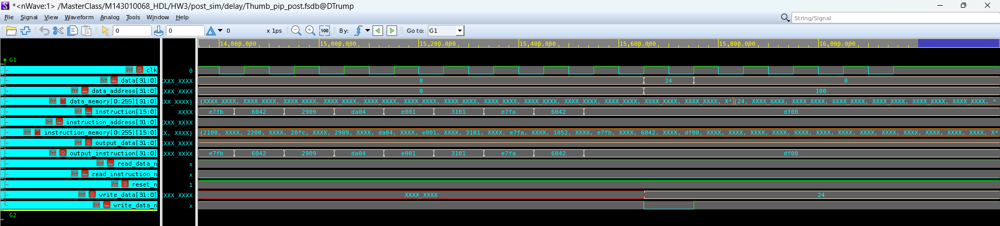 *<nWave:1> /MasterClass/M143010068_HDL/HW3/post_sim/delay/Thumb_pip_post.fsdb@DTrump
File Signal View Waveform Analog Tools Window Help String/Signal
0 0 0 x 1ps 100 By: Go to: G1
14,800,000 15,000,000 15,200,000 15,400,000 15,600,000 15,800,000 16,000,000
G1
clk 0
data[31:0] XXX_XXXX 0 24 0
data_address[31:0] XXX_XXXX 0 100
data_memory[0:255][31:0] XX_XXXX} {XXXX_XXXX, XXXX_XXXX, XXXX_XXXX, XXXX_XXXX, XXXX_XXXX, XXXX_XXXX, XXXX_XXXX, XXXX_XXXX, XXXX_XXXX, XXXX_XXXX, XXXX_XXXX, XXXX_XXXX, X* {24, XXXX_XXXX, XXXX_XXXX, XXXX_XXXX, XXXX_XXXX, XXXX_XXXX, XXXX_XXXX, *
instruction[15:0] XXXX e7fb 6042 2909 da04 e001 3101 e7fa 6042 df00
instruction_address[31:0] XXX_XXXX
instruction_memory[0:255][15:0] X, XXXX} {2100, XXXX, 2200, XXXX, 20fc, XXXX, 2909, XXXX, da04, XXXX, e001, XXXX, 3101, XXXX, e7fa, XXXX, 1852, XXXX, e7fb, XXXX, 6042, XXXX, df00, XXXX, XXXX, XXXX, XXXX, XXXX, XXXX, XXXX, XXXX, XXXX, XXXX, XXXX, XXXX, X*
output_data[31:0] XXX_XXXX
output_instruction[31:0] XXX_XXXX e7fb 6042 2909 da04 e001 3101 e7fa 6042 df00
read_data_n x
read_instruction_n x
reset_n 1
write_data[31:0] XXX_XXXX XXXX_XXXX 24
write_data_n x
G2